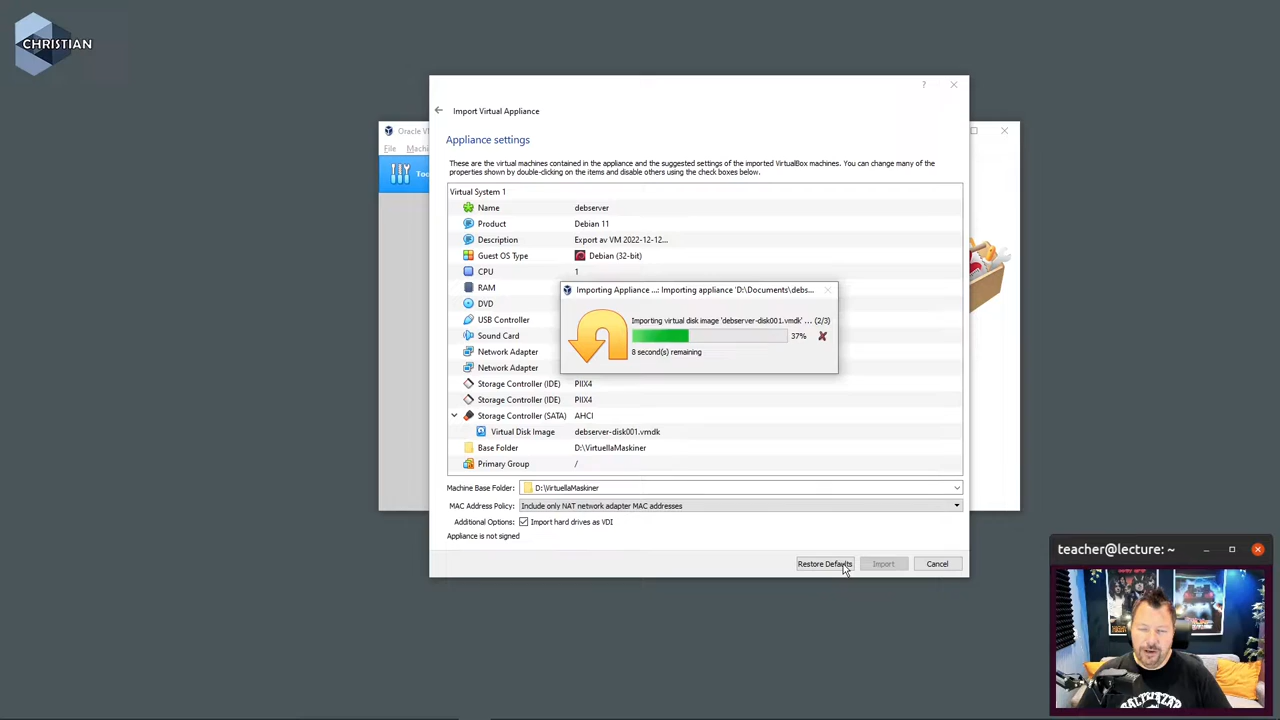 CHRISTIAN
Oracle V
File Machi
Too
?
Import Virtual Appliance
Appliance settings
These are the virtual machines contained in the appliance and the suggested settings of the imported VirtualBox machines. You can change many of the
properties shown by double-clicking on the items and disable others using the check boxes below.
Virtual System 1
Name debserver
Product Debian 11
Description Export av VM 2022-12-12...
Guest OS Type Debian (32-bit)
CPU 1
RAM
DVD
USB Controller
Sound Card
Network Adapter
Network Adapter
Storage Controller (IDE) PIIX4
Storage Controller (IDE) PIIX4
Storage Controller (SATA) AHCI
Virtual Disk Image debserver-disk001.vmdk
Base Folder D:\VirtuellaMaskiner
Primary Group /
Importing Appliance ...: Importing appliance 'D:\Documents\debs...
Importing virtual disk image 'debserver-disk001.vmdk' ... (2/3)
37%
8 second(s) remaining
Machine Base Folder: D:\VirtuellaMaskiner
MAC Address Policy: Include only NAT network adapter MAC addresses
Additional Options: Import hard drives as VDI
Appliance is not signed
Restore Defaults Import Cancel
teacher@lecture: ~